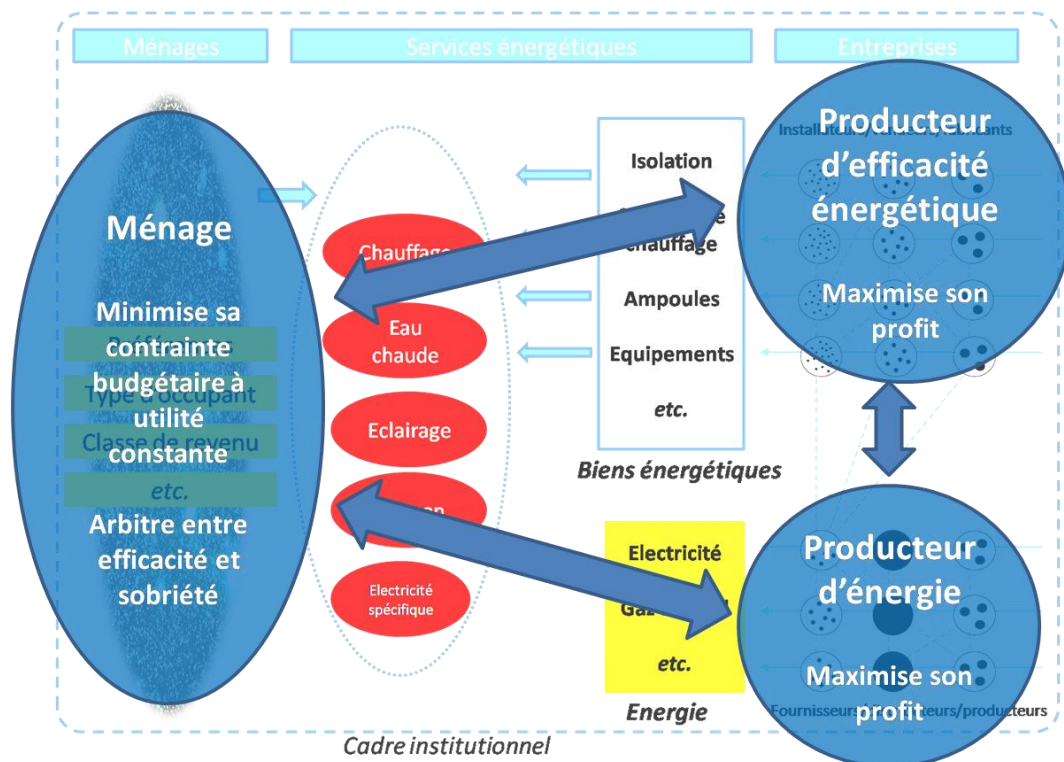 Ménages
Services énergétiques
Entreprises
Ménage
Minimise sa
contrainte
budgétaire à
utilité
constante
Type d'occupant
Classe de revenu
etc.
Arbitre entre
efficacité et
sobriété
Chauffage
Eau
chaude
Eclairage
Electricité
spécifique
Isolation
chauffage
Ampoules
Equipements
etc.
Biens énergétiques
Electricité
Gaz
etc.
Energie
Cadre institutionnel
Producteur
d'efficacité
énergétique
Maximise son
profit
Producteur
d'énergie
Maximise son
profit